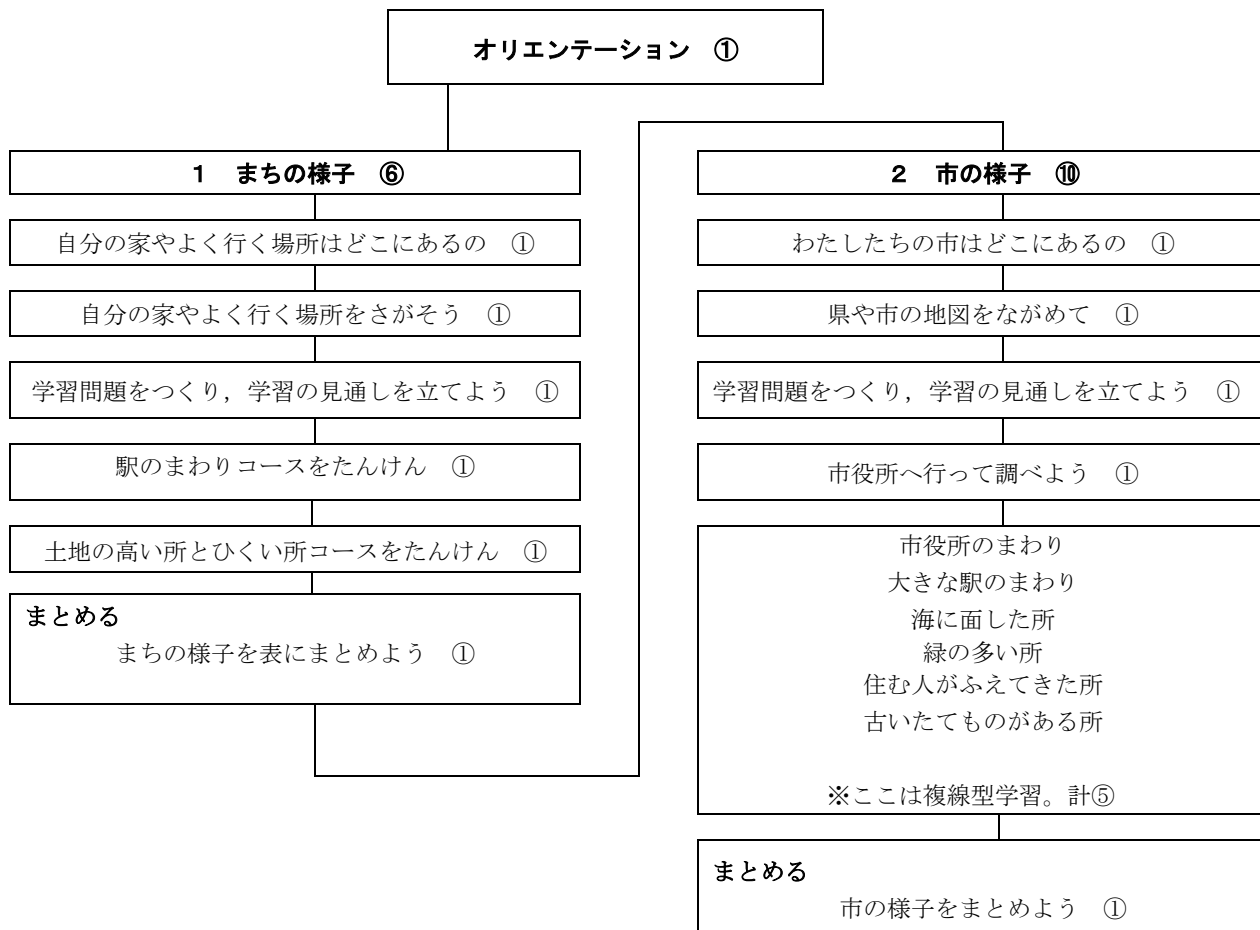 オリエンテーション ①
1 まちの様子 ⑥
自分の家やよく行く場所はどこにあるの ①
自分の家やよく行く場所をさがそう ①
学習問題をつくり，学習の見通しを立てよう ①
駅のまわりコースをたんけん ①
土地の高い所とひくい所コースをたんけん ①
まとめる
まちの様子を表にまとめよう ①
2 市の様子 ⑩
わたしたちの市はどこにあるの ①
県や市の地図をながめて ①
学習問題をつくり，学習の見通しを立てよう ①
市役所へ行って調べよう ①
市役所のまわり
大きな駅のまわり
海に面した所
緑の多い所
住む人がふえてきた所
古いたてものがある所
※ここは複線型学習。計⑤
まとめる
市の様子をまとめよう ①